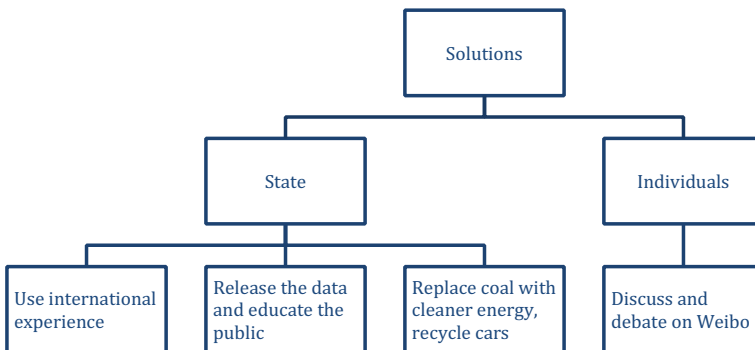 Solutions
State
Individuals
Use international
experience
Release the data
and educate the
public
Replace coal with
cleaner energy,
recycle cars
Discuss and
debate on Weibo